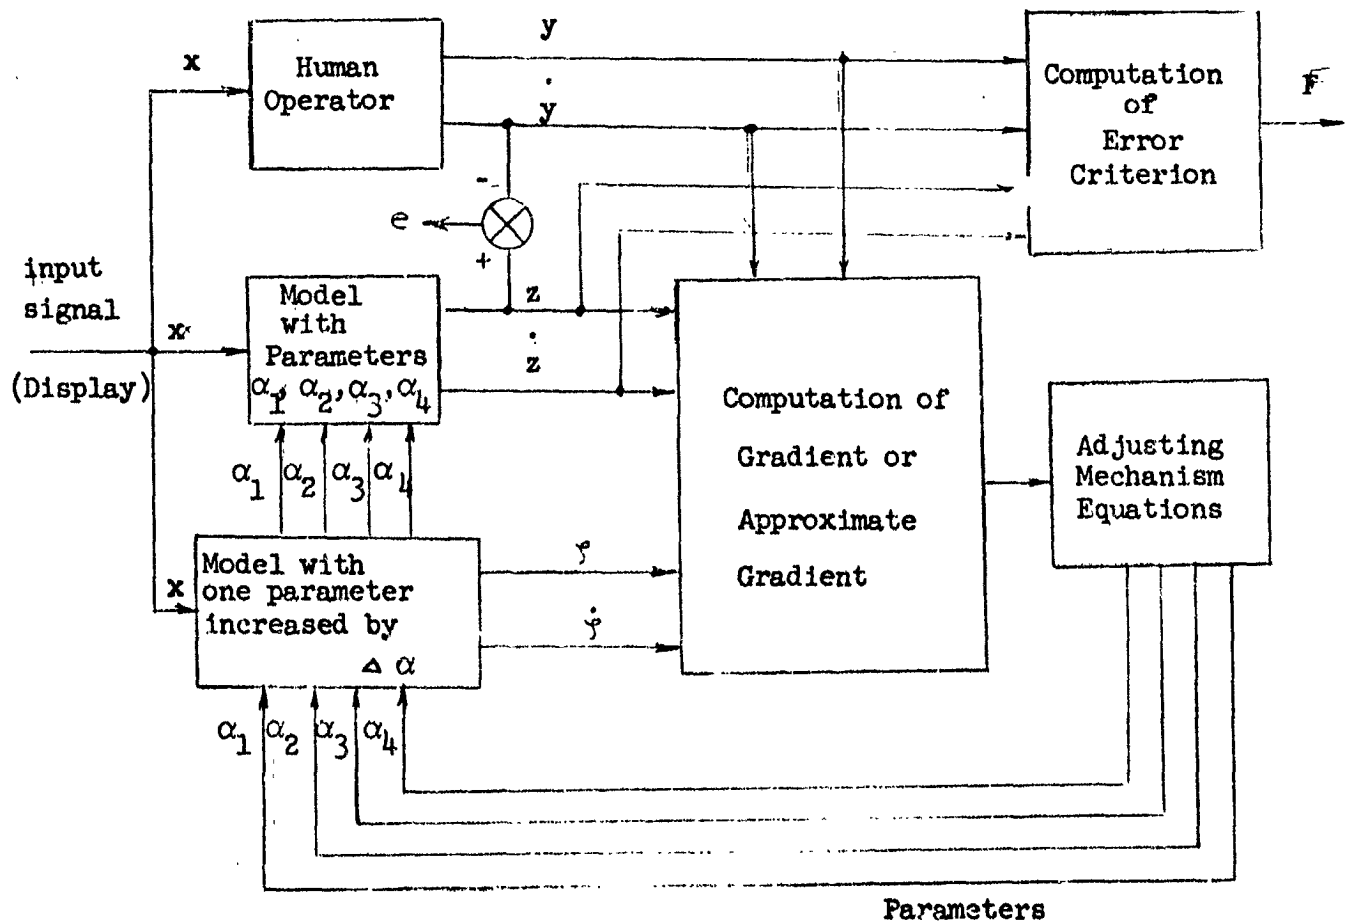 y
x
Human
Operator
ẏ
Computation
of
Error
Criterion
F
-
e
+
input
signal
(Display)
x
Model
with
Parameters
α₁, α₂, α₃, α₄
z
ż
α₁ α₂ α₃ α₄
Computation of
Gradient or
Approximate
Gradient
Adjusting
Mechanism
Equations
x
Model with
one parameter
increased by
Δ α
α₁ α₂ α₃ α₄
Parameters